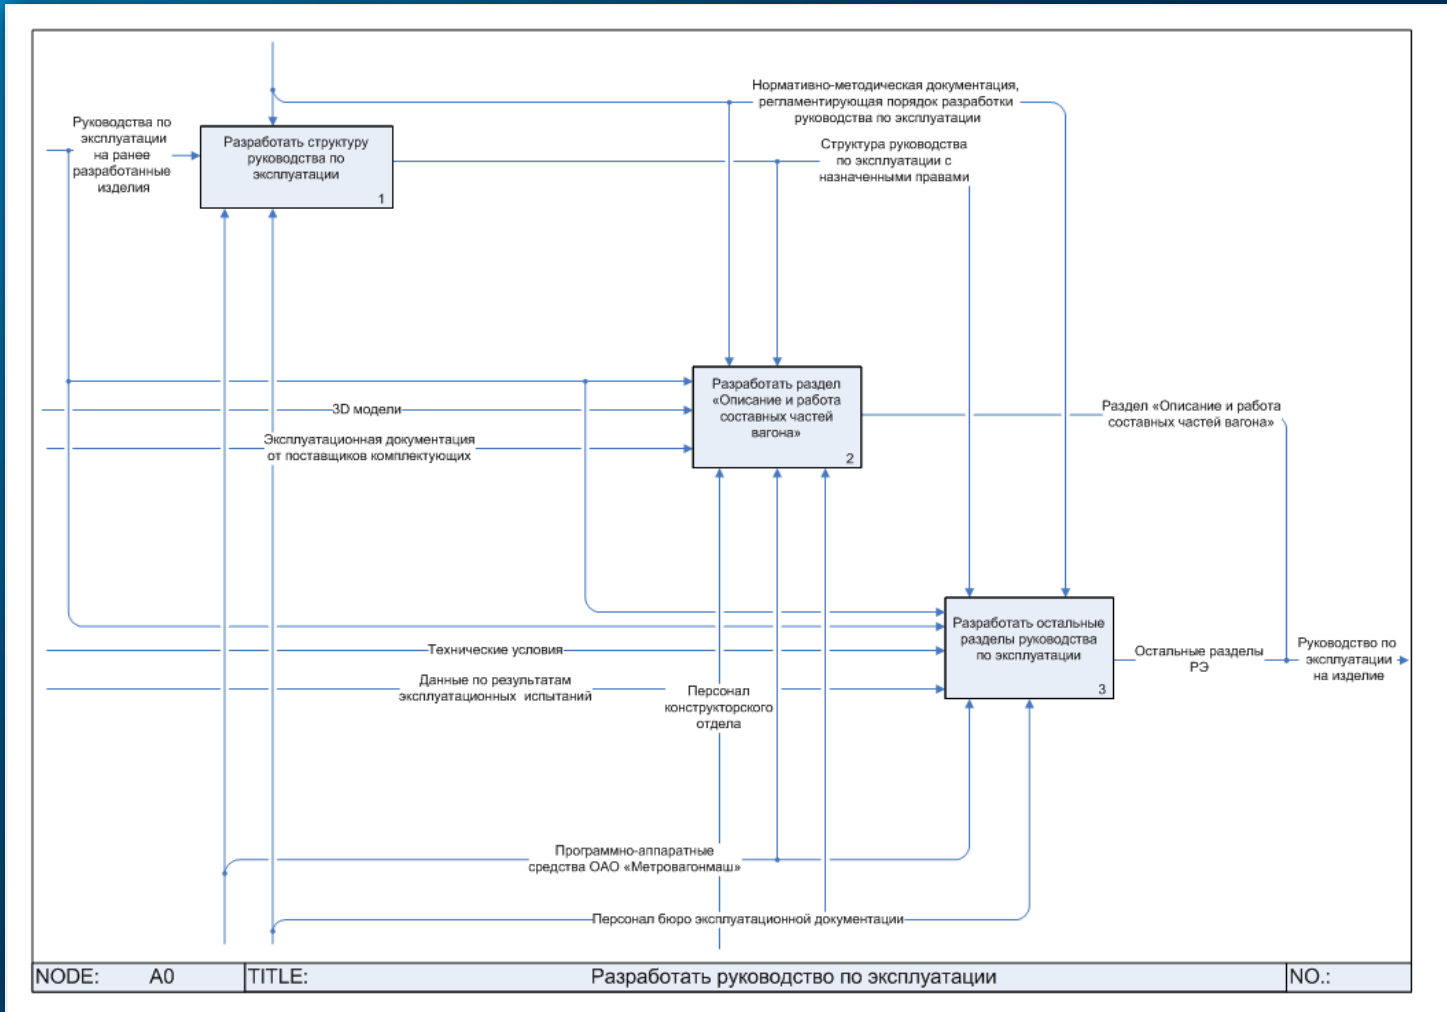 Нормативно-методическая документация,
регламентирующая порядок разработки
руководства по эксплуатации
Руководства по
эксплуатации
на ранее
разработанные
изделия
Разработать структуру
руководства по
эксплуатации
1
Структура руководства
по эксплуатации с
назначенными правами
Разработать раздел
«Описание и работа
составных частей
вагона»
2
3D модели
Эксплуатационная документация
от поставщиков комплектующих
Раздел «Описание и работа
составных частей вагона»
Разработать остальные
разделы руководства
по эксплуатации
3
Технические условия
Данные по результатам
эксплуатационных испытаний
Персонал
конструкторского
отдела
Остальные разделы
РЭ
Руководство по
эксплуатации
на изделие
Программно-аппаратные
средства ОАО «Метровагонмаш»
Персонал бюро эксплуатационной документации
NODE: A0 TITLE: Разработать руководство по эксплуатации NO.: